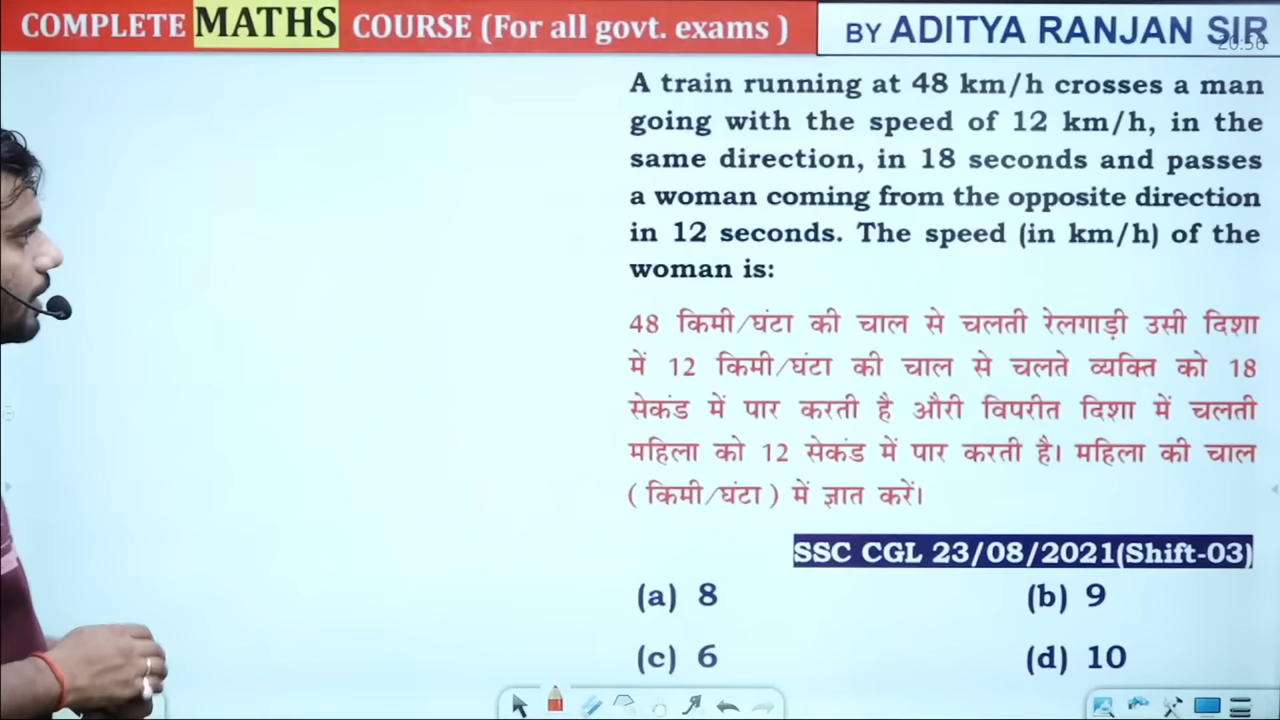 COMPLETE MATHS COURSE (For all govt. exams )
BY ADITYA RANJAN SIR
20:56
A train running at 48 km/h crosses a man
going with the speed of 12 km/h, in the
same direction, in 18 seconds and passes
a woman coming from the opposite direction
in 12 seconds. The speed (in km/h) of the
woman is:
48 किमी/घंटा की चाल से चलती रेलगाड़ी उसी दिशा
में 12 किमी/घंटा की चाल से चलते व्यक्ति को 18
सेकंड में पार करती है औरी विपरीत दिशा में चलती
महिला को 12 सेकंड में पार करती है। महिला की चाल
(किमी/घंटा) में ज्ञात करें।
SSC CGL 23/08/2021(Shift-03)
(a) 8
(b) 9
(c) 6
(d) 10